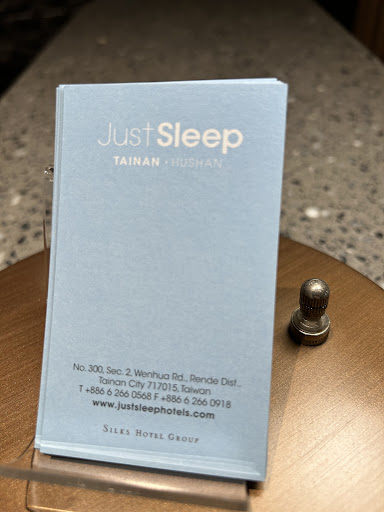 Just Sleep
TAINAN · HUSHAN
No. 300, Sec. 2, Wenhua Rd., Rende Dist.,
Tainan City 717015, Taiwan
T +886 6 266 0568 F +886 6 266 0918
www.justsleephotels.com
SILKS HOTEL GROUP